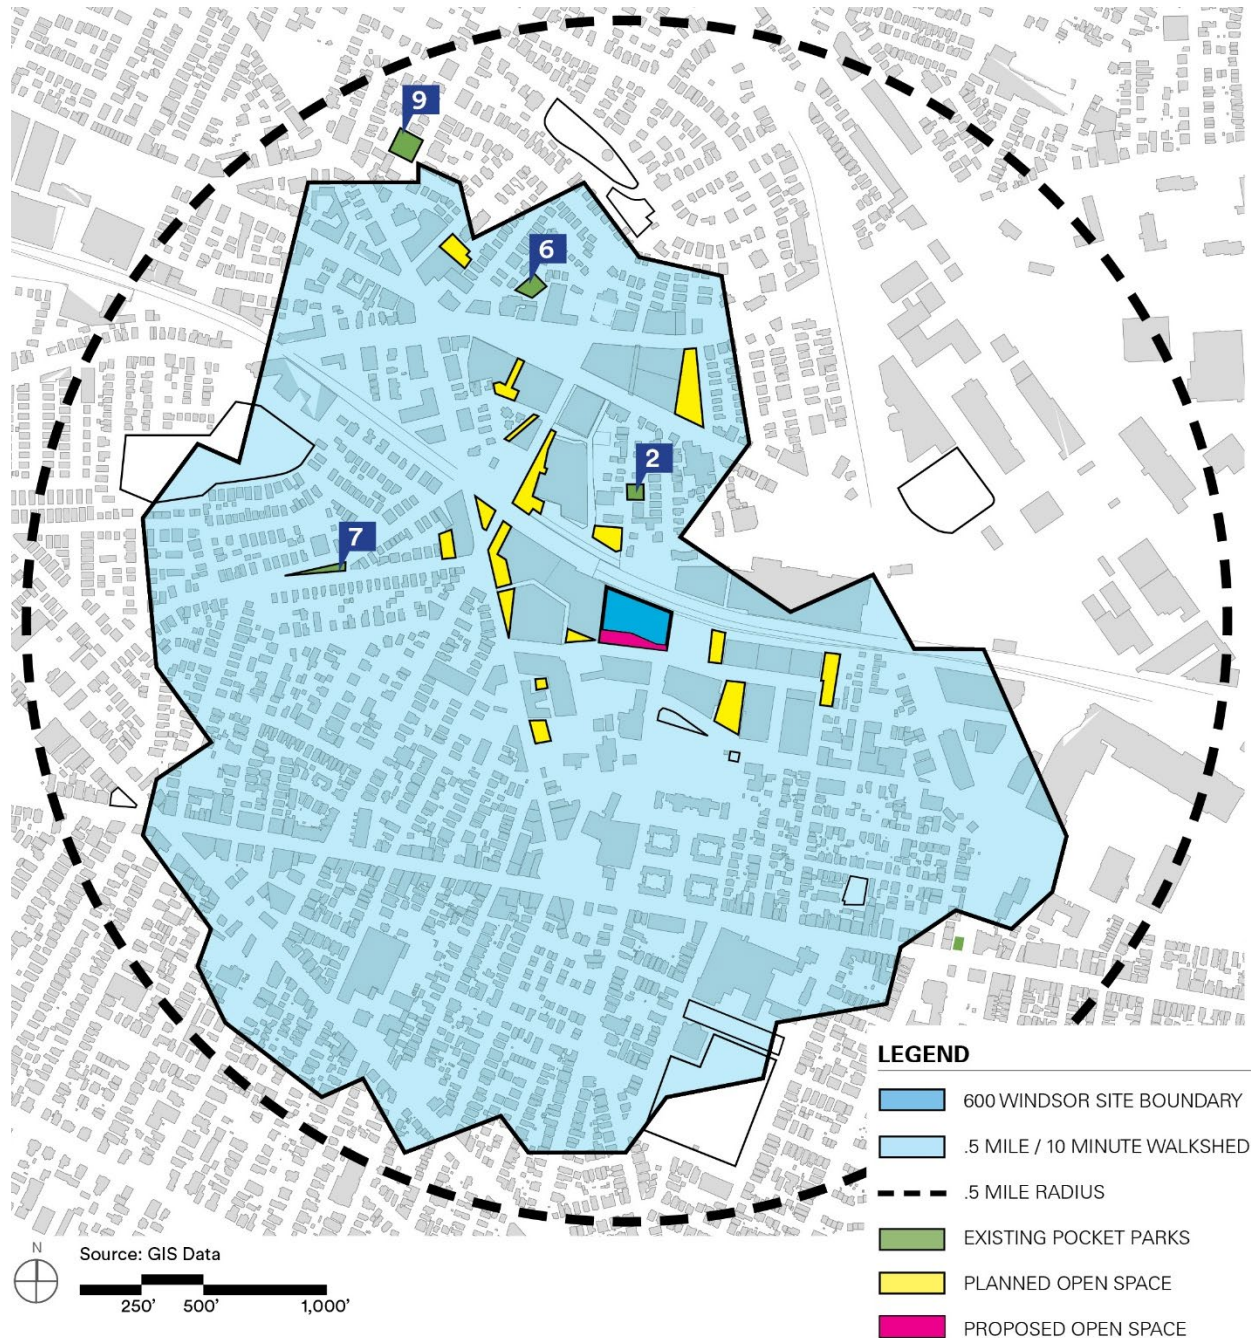 9
6
2
7
LEGEND
600 WINDSOR SITE BOUNDARY
.5 MILE / 10 MINUTE WALKSHED
.5 MILE RADIUS
EXISTING POCKET PARKS
PLANNED OPEN SPACE
PROPOSED OPEN SPACE
N
Source: GIS Data
250' 500' 1,000'